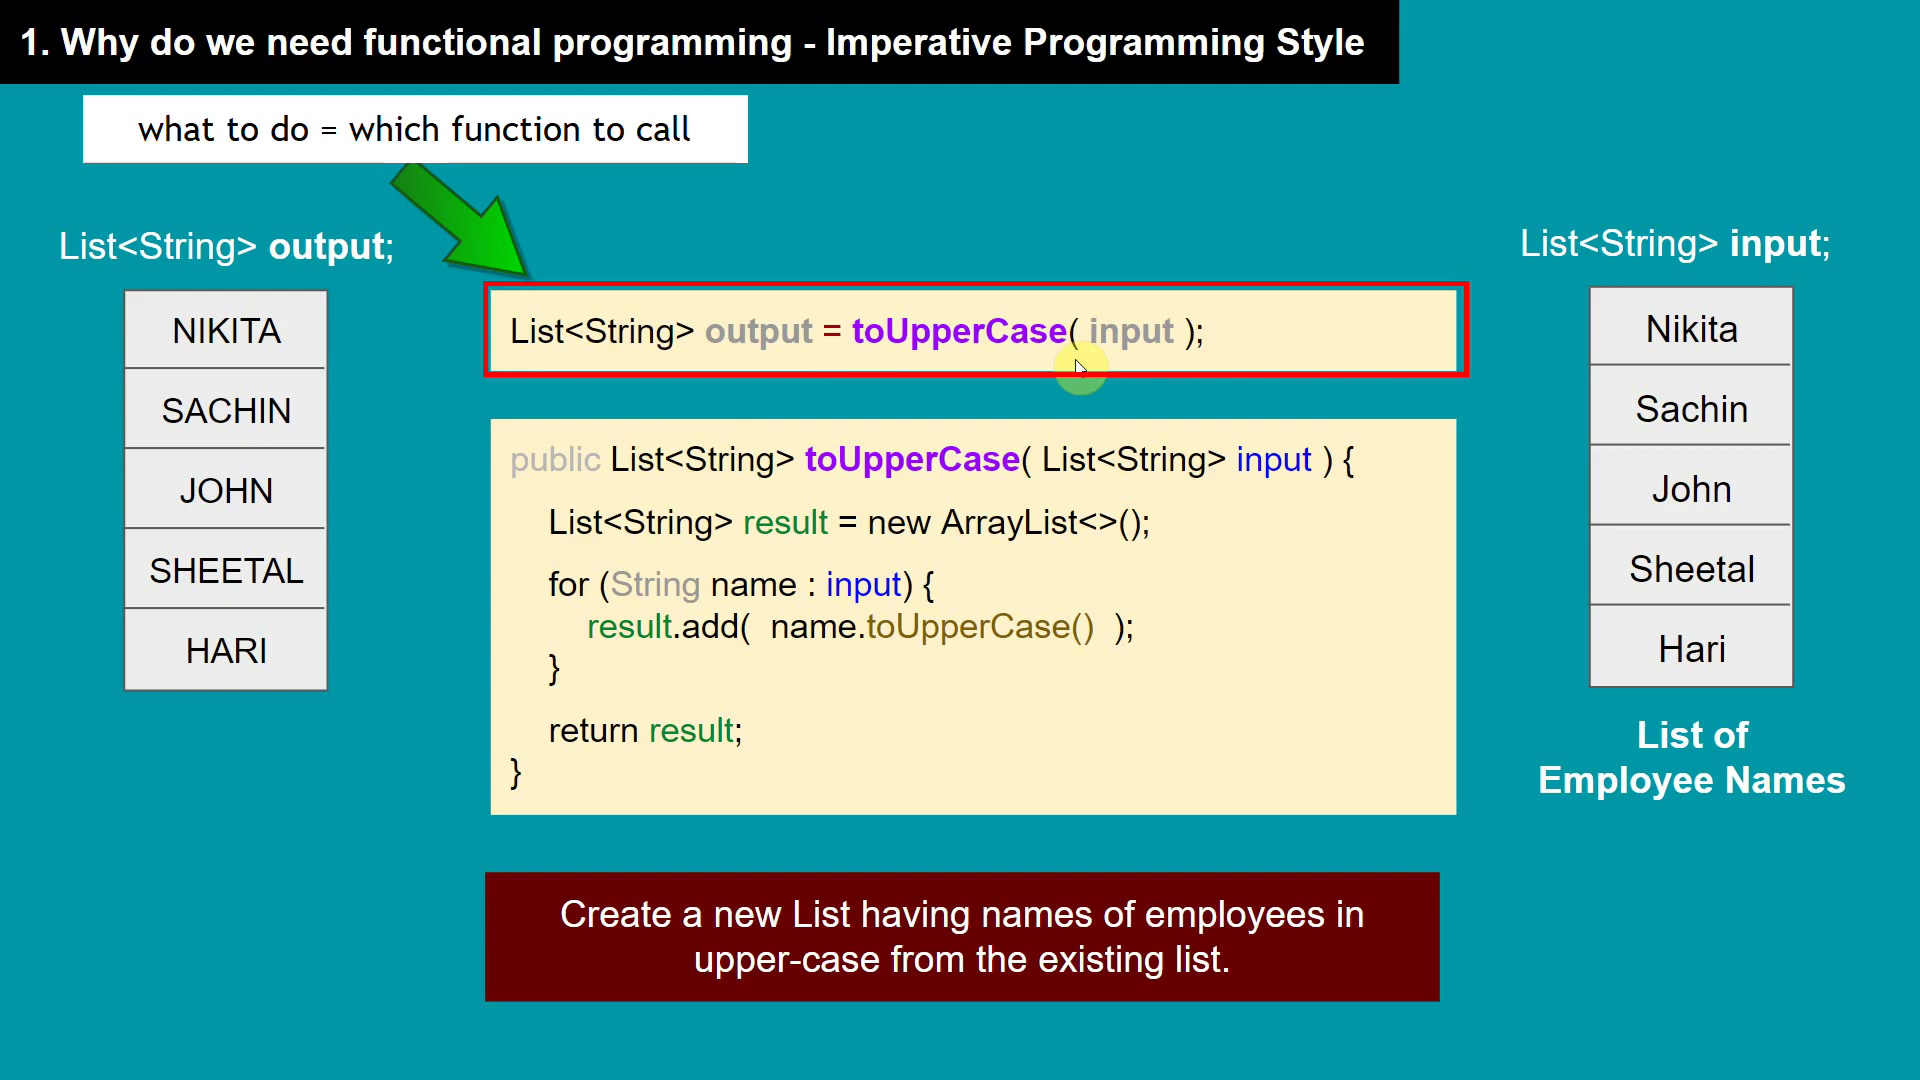 1. Why do we need functional programming - Imperative Programming Style
what to do = which function to call
List<String> output;
NIKITA
SACHIN
JOHN
SHEETAL
HARI
List<String> output = toUpperCase( input );
public List<String> toUpperCase( List<String> input ) {
List<String> result = new ArrayList<>();
for (String name : input) {
result.add(  name.toUpperCase()  );
}
return result;
}
List<String> input;
Nikita
Sachin
John
Sheetal
Hari
List of
Employee Names
Create a new List having names of employees in
upper-case from the existing list.